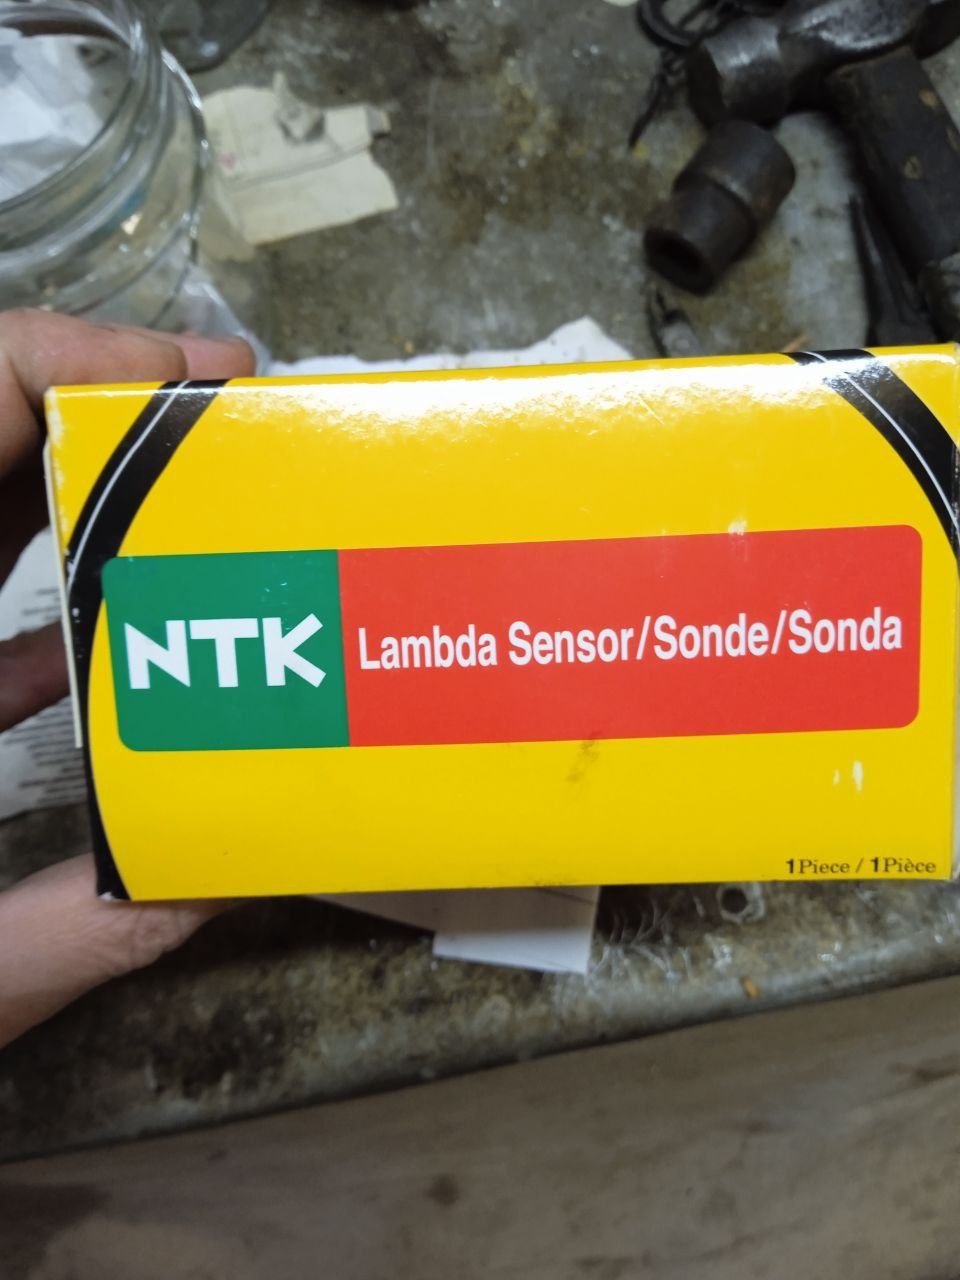 NTK Lambda Sensor/Sonde/Sonda
1Piece / 1Pièce